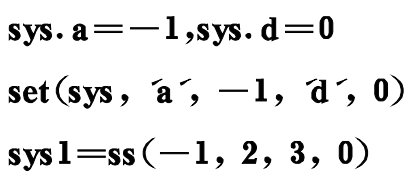 sys.a=-1,sys.d=0
set(sys, 'a', -1, 'd', 0)
sys1=ss(-1, 2, 3, 0)